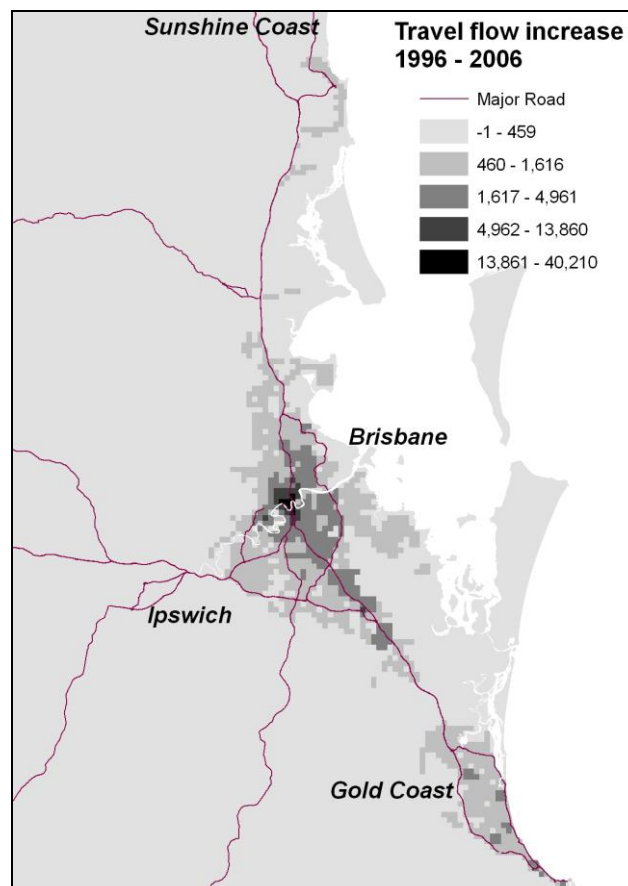 Sunshine Coast
Travel flow increase
1996 - 2006
Major Road
-1 - 459
460 - 1,616
1,617 - 4,961
4,962 - 13,860
13,861 - 40,210
Brisbane
Ipswich
Gold Coast